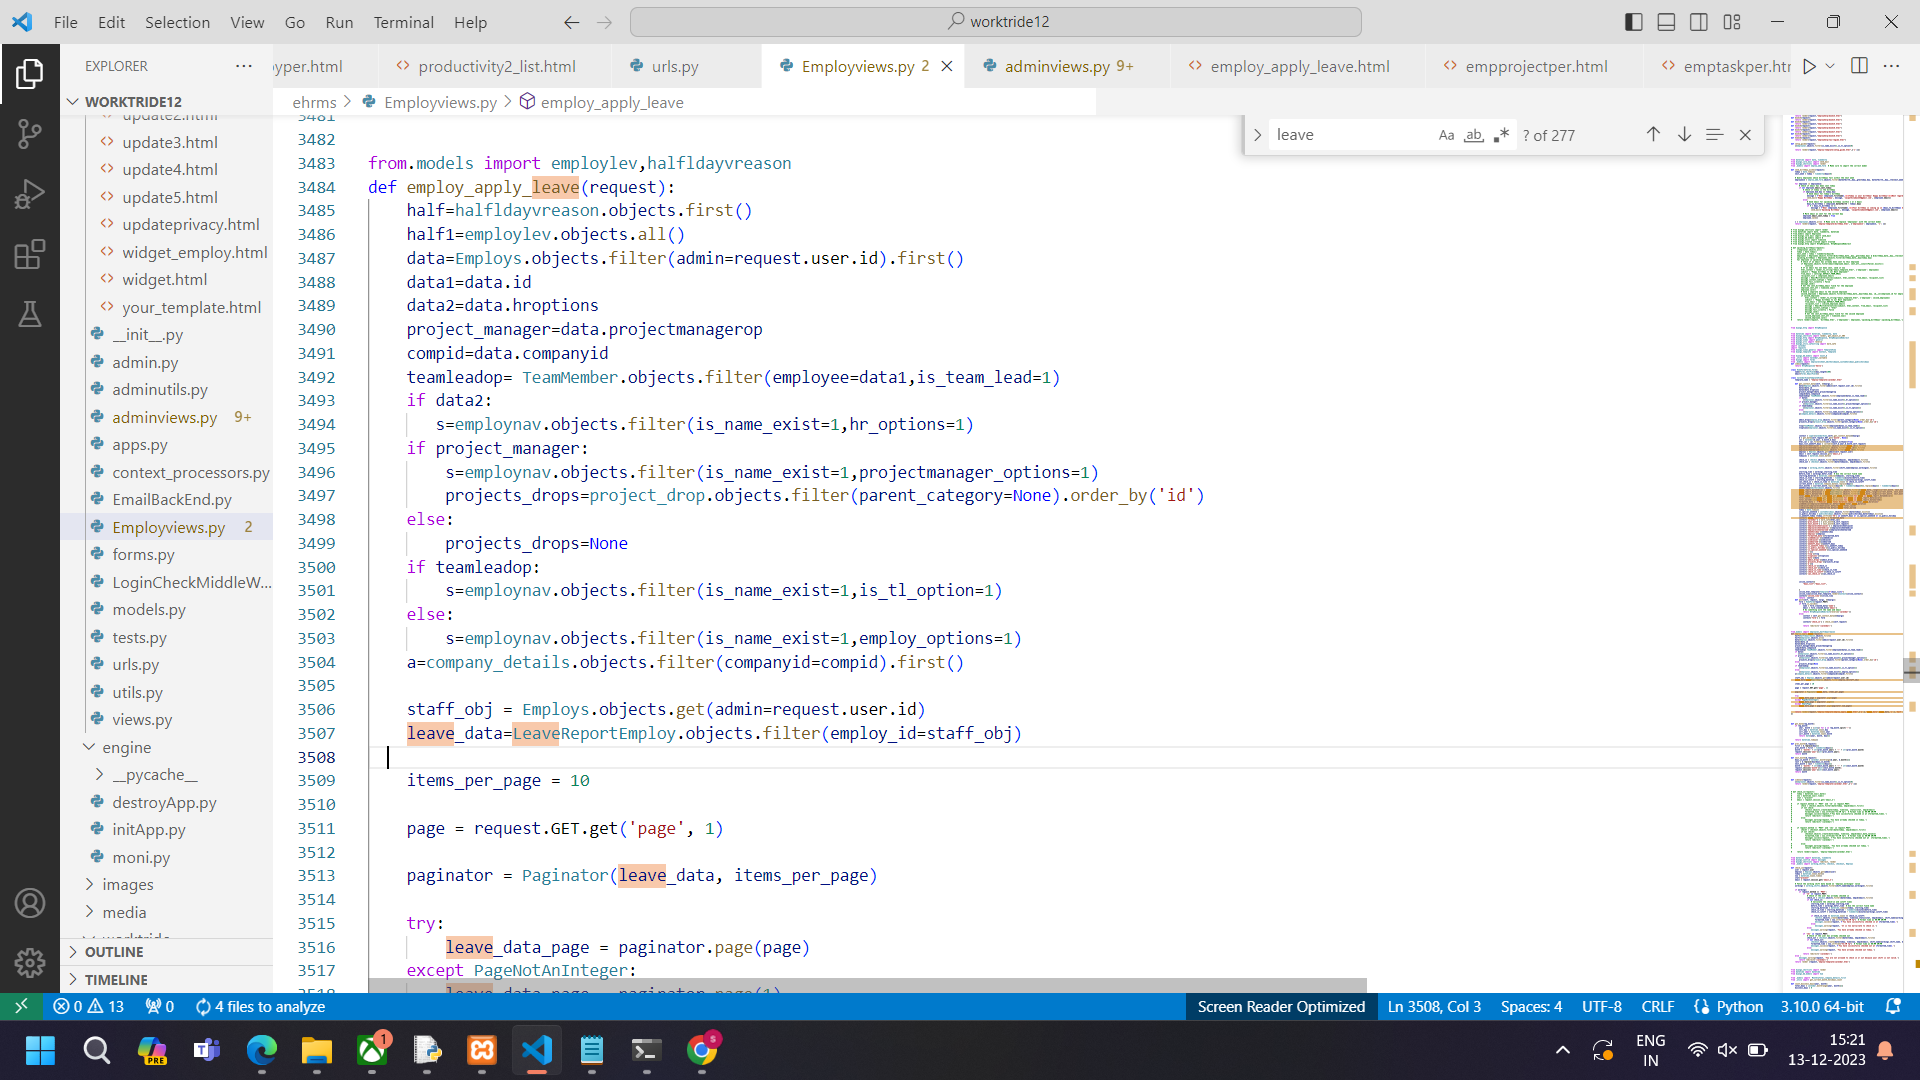 File Edit Selection View Go Run Terminal Help
worktride12
EXPLORER
yper.html
productivity2_list.html
urls.py
Employviews.py 2
adminviews.py 9+
employ_apply_leave.html
empprojectper.html
emptaskper.htm
WORKTRIDE12
ehrms > Employviews.py > employ_apply_leave
leave
Aa
ab
? of 277
update2.html
update3.html
update4.html
update5.html
updateprivacy.html
widget_employ.html
widget.html
your_template.html
__init__.py
admin.py
adminutils.py
adminviews.py 9+
apps.py
context_processors.py
EmailBackEnd.py
Employviews.py 2
forms.py
LoginCheckMiddleW...
models.py
tests.py
urls.py
utils.py
views.py
engine
__pycache__
destroyApp.py
initApp.py
moni.py
images
media
worktride
OUTLINE
TIMELINE
3481
3482
3483 from.models import employlev,halfldayvreason
3484 def employ_apply_leave(request):
3485 half=halfldayvreason.objects.first()
3486 half1=employlev.objects.all()
3487 data=Employs.objects.filter(admin=request.user.id).first()
3488 data1=data.id
3489 data2=data.hroptions
3490 project_manager=data.projectmanagerop
3491 compid=data.companyid
3492 teamleadop= TeamMember.objects.filter(employee=data1,is_team_lead=1)
3493 if data2:
3494 s=employnav.objects.filter(is_name_exist=1,hr_options=1)
3495 if project_manager:
3496 s=employnav.objects.filter(is_name_exist=1,projectmanager_options=1)
3497 projects_drops=project_drop.objects.filter(parent_category=None).order_by('id')
3498 else:
3499 projects_drops=None
3500 if teamleadop:
3501 s=employnav.objects.filter(is_name_exist=1,is_tl_option=1)
3502 else:
3503 s=employnav.objects.filter(is_name_exist=1,employ_options=1)
3504 a=company_details.objects.filter(companyid=compid).first()
3505
3506 staff_obj = Employs.objects.get(admin=request.user.id)
3507 leave_data=LeaveReportEmploy.objects.filter(employ_id=staff_obj)
3508
3509 items_per_page = 10
3510
3511 page = request.GET.get('page', 1)
3512
3513 paginator = Paginator(leave_data, items_per_page)
3514
3515 try:
3516 leave_data_page = paginator.page(page)
3517 except PageNotAnInteger:
3518 leave_data_page = paginator.page(1)
0 13 0 4 files to analyze
Screen Reader Optimized Ln 3508, Col 3 Spaces: 4 UTF-8 CRLF Python 3.10.0 64-bit
PRE
1
s
ENG
IN
15:21
13-12-2023